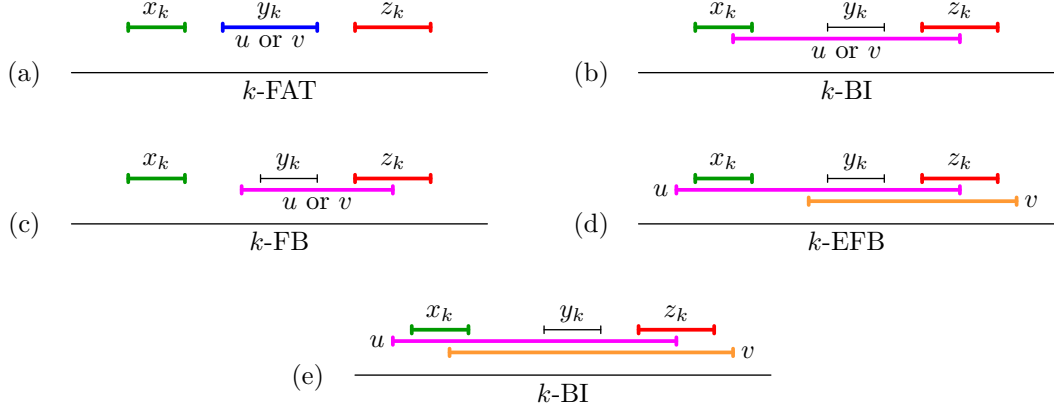 x_k y_k z_k
u or v
(a)
k-FAT
x_k y_k z_k
u or v
(b)
k-BI
x_k y_k z_k
u or v
(c)
k-FB
x_k y_k z_k
u
v
(d)
k-EFB
x_k y_k z_k
u
v
(e)
k-BI